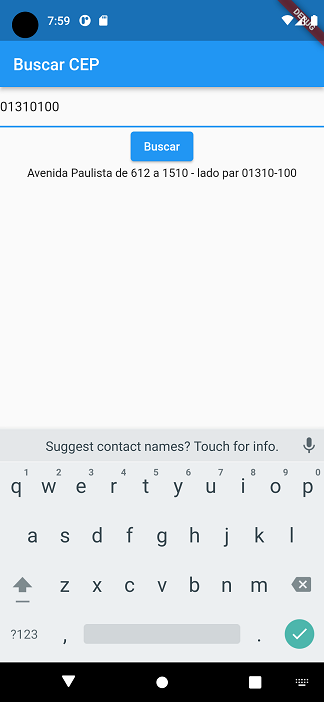 7:59
DEBUG
Buscar CEP
01310100
Buscar
Avenida Paulista de 612 a 1510 - lado par 01310-100
Suggest contact names? Touch for info.
1 2 3 4 5 6 7 8 9 0
q w e r t y u i o p
a s d f g h j k l
z x c v b n m
?123 , .